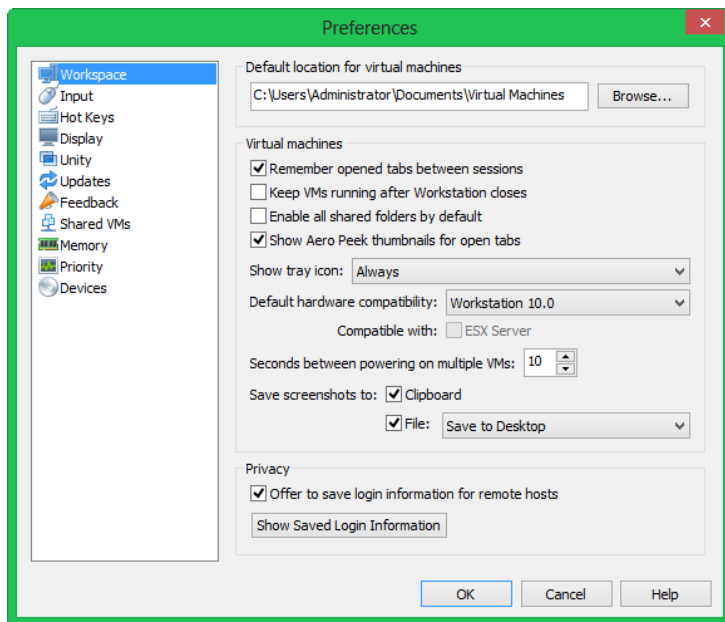 Preferences
Workspace
Input
Hot Keys
Display
Unity
Updates
Feedback
Shared VMs
Memory
Priority
Devices
Default location for virtual machines
C:\Users\Administrator\Documents\Virtual Machines
Browse...
Virtual machines
Remember opened tabs between sessions
Keep VMs running after Workstation closes
Enable all shared folders by default
Show Aero Peek thumbnails for open tabs
Show tray icon: Always
Default hardware compatibility: Workstation 10.0
Compatible with: ESX Server
Seconds between powering on multiple VMs: 10
Save screenshots to: Clipboard
File: Save to Desktop
Privacy
Offer to save login information for remote hosts
Show Saved Login Information
OK Cancel Help